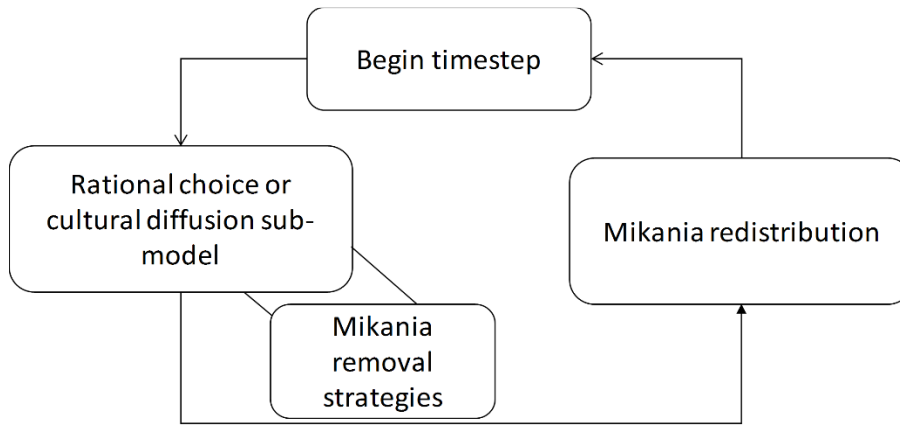 Begin timestep
Rational choice or
cultural diffusion sub-
model
Mikania redistribution
Mikania
removal
strategies